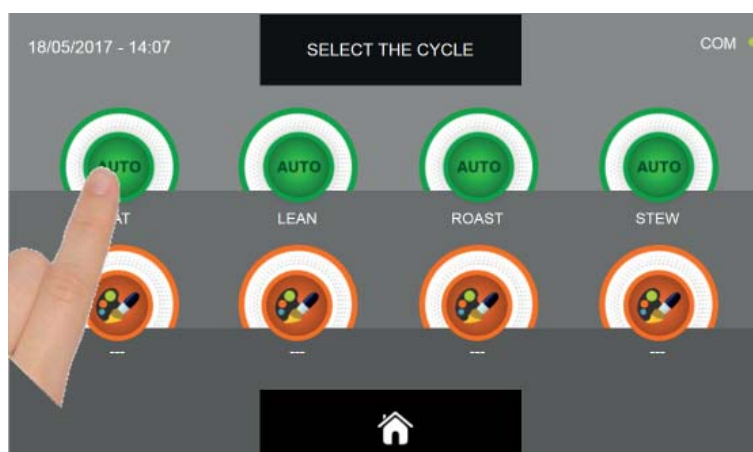 18/05/2017 - 14:07
SELECT THE CYCLE
COM
AUTO
AUTO
AUTO
AUTO
LEAN
ROAST
STEW
---
---
---
---